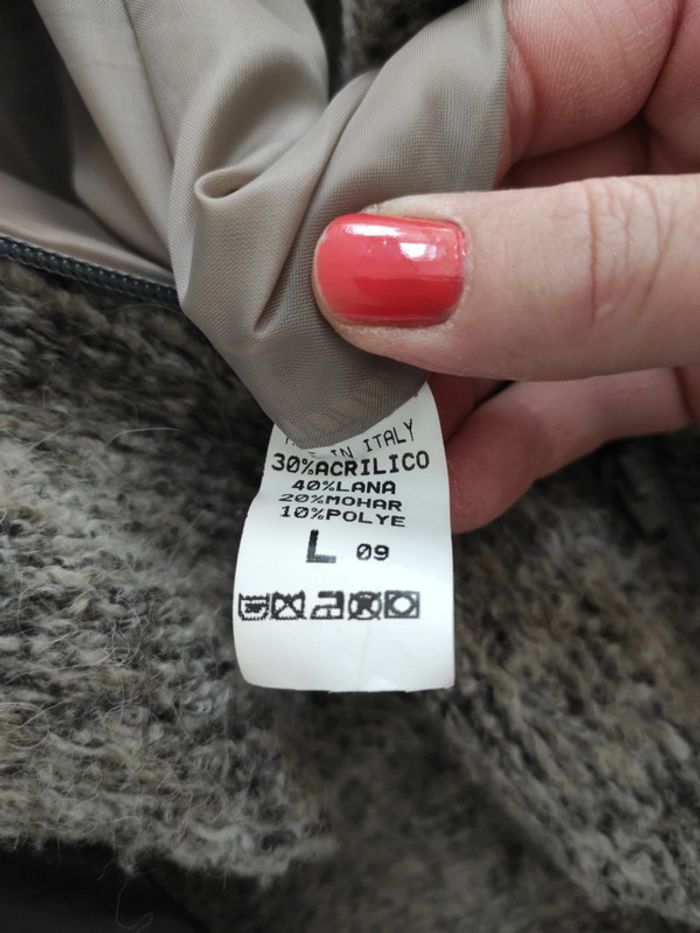 IN ITALY
30%ACRILICO
40%LANA
20%MOHAR
10%POLYE
L 09